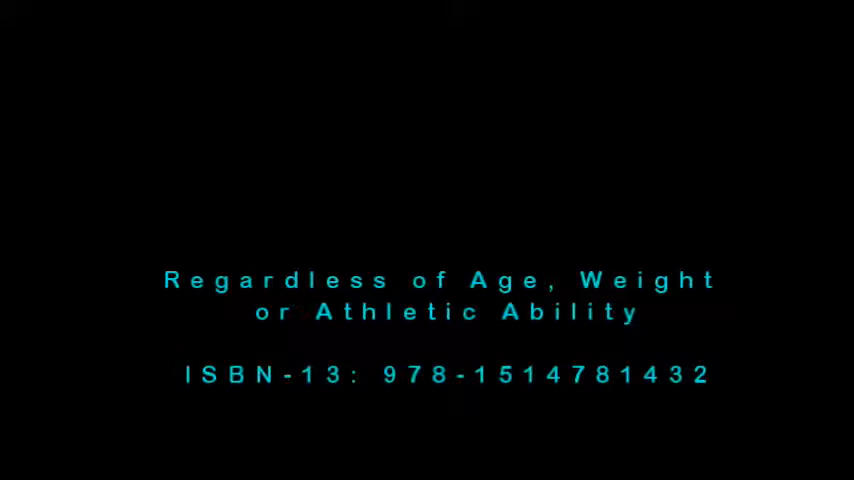 Regardless of Age, Weight
or Athletic Ability
ISBN-13: 978-1514781432